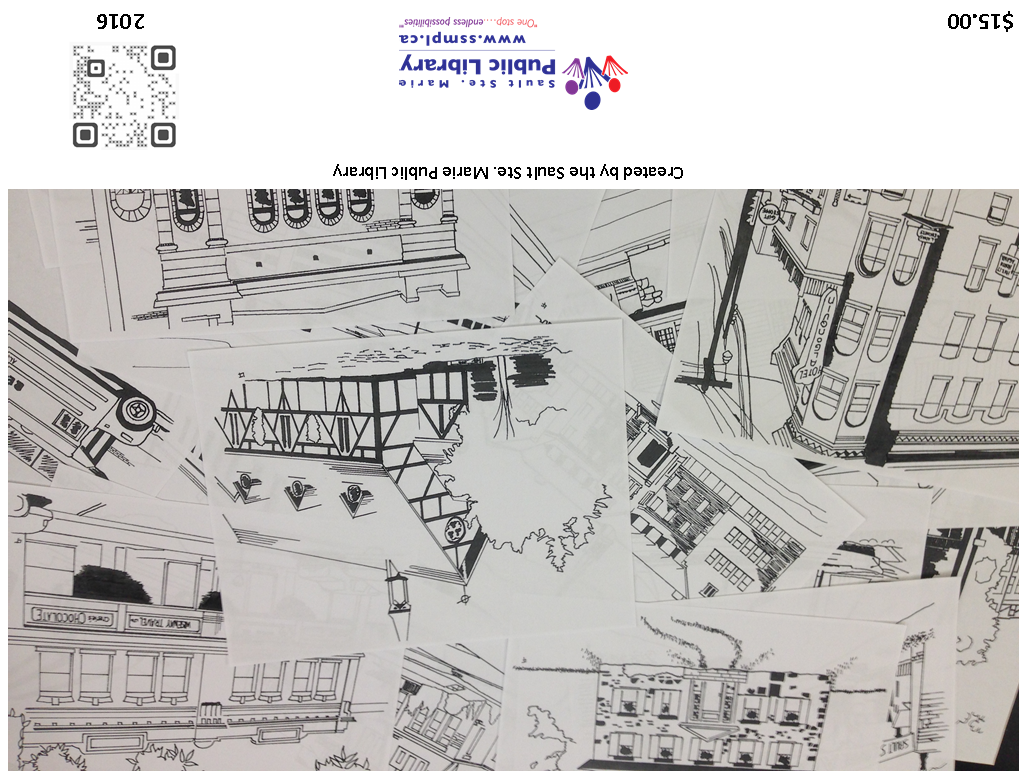 SAULT S
TRAVEL
CHOCOLATE
HOTEL
Created by the Sault Ste. Marie Public Library
$15.00
Sault Ste. Marie
Public Library
www.ssmpl.ca
"One stop....endless possibilities"
2016